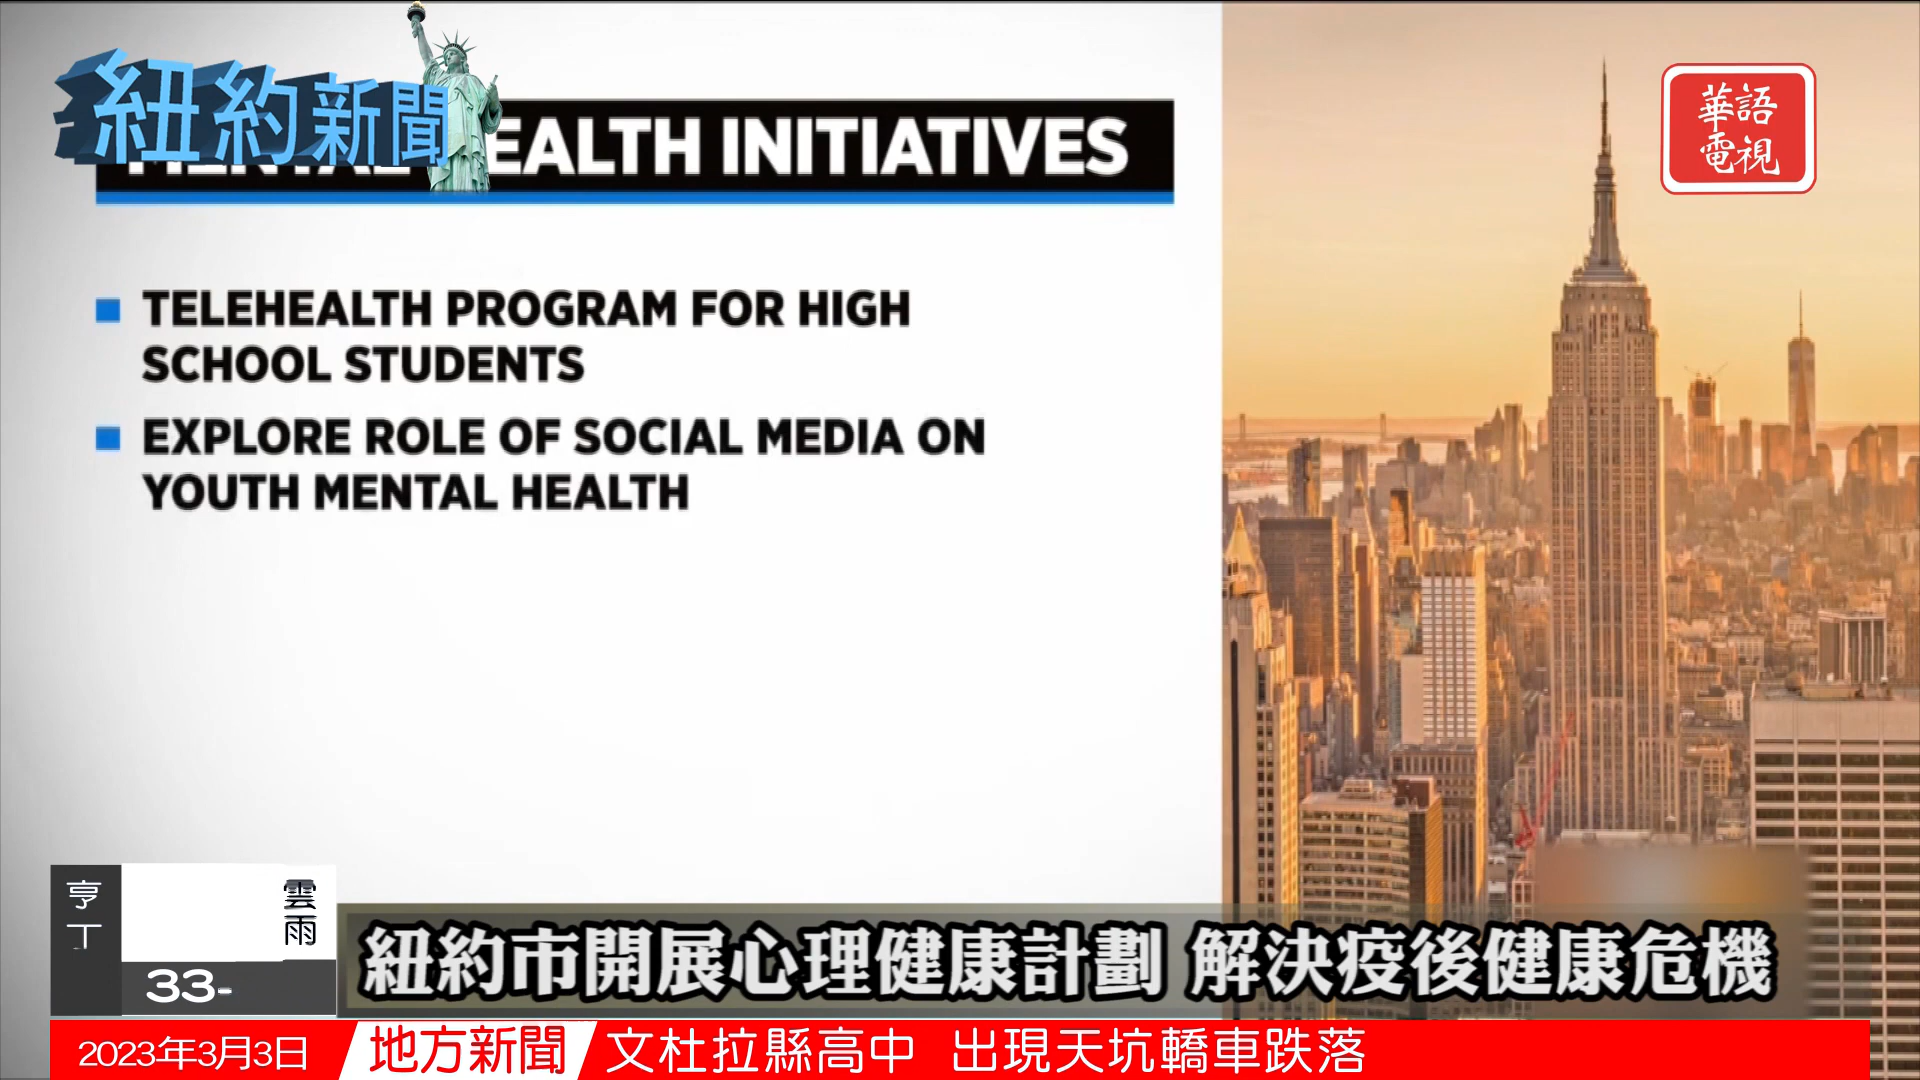 紐約新聞
MENTAL HEALTH INITIATIVES
華語
電視
TELEHEALTH PROGRAM FOR HIGH
SCHOOL STUDENTS
EXPLORE ROLE OF SOCIAL MEDIA ON
YOUTH MENTAL HEALTH
雲
雨
33-
紐約市開展心理健康計劃 解決疫後健康危機
2023年3月3日
地方新聞
文杜拉縣高中 出現天坑轎車跌落